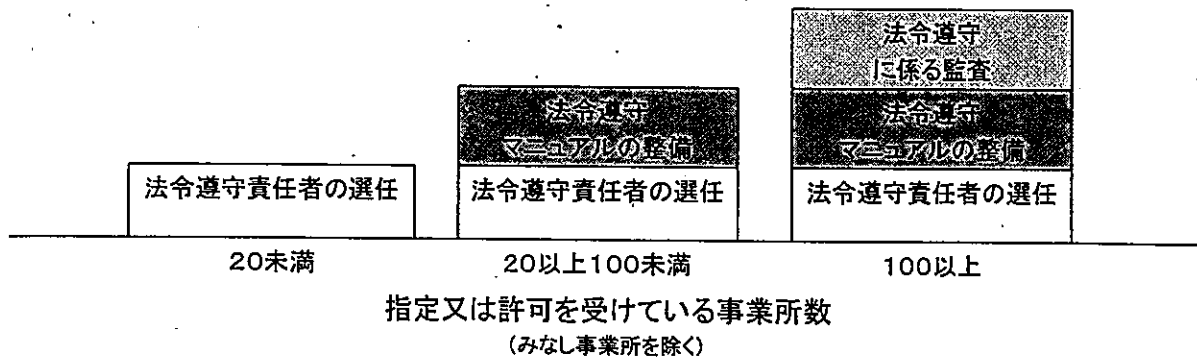 法令遵守
に係る監査
法令遵守
マニュアルの整備
法令遵守
マニュアルの整備
法令遵守責任者の選任
法令遵守責任者の選任
法令遵守責任者の選任
20未満
20以上100未満
100以上
指定又は許可を受けている事業所数
(みなし事業所を除く)